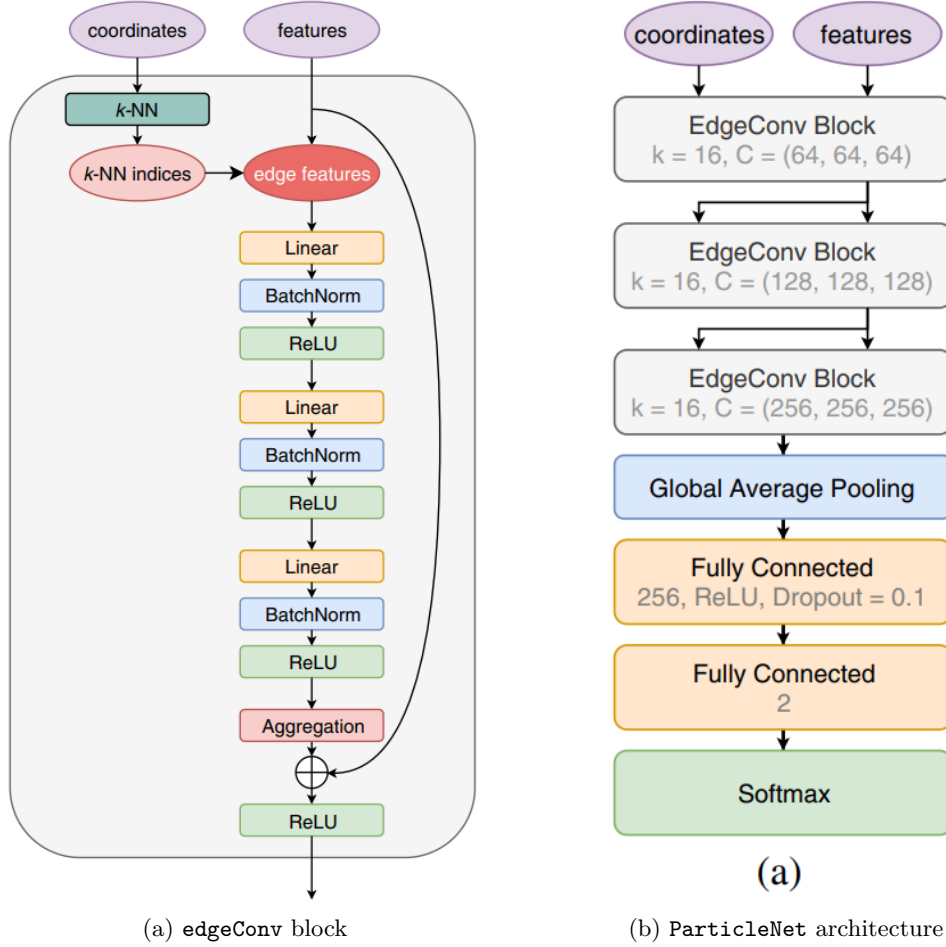 coordinates
features
k-NN
k-NN indices
edge features
Linear
BatchNorm
ReLU
Linear
BatchNorm
ReLU
Linear
BatchNorm
ReLU
Aggregation
ReLU
(a) edgeConv block
coordinates
features
EdgeConv Block
k = 16, C = (64, 64, 64)
EdgeConv Block
k = 16, C = (128, 128, 128)
EdgeConv Block
k = 16, C = (256, 256, 256)
Global Average Pooling
Fully Connected
256, ReLU, Dropout = 0.1
Fully Connected
2
Softmax
(a)
(b) ParticleNet architecture